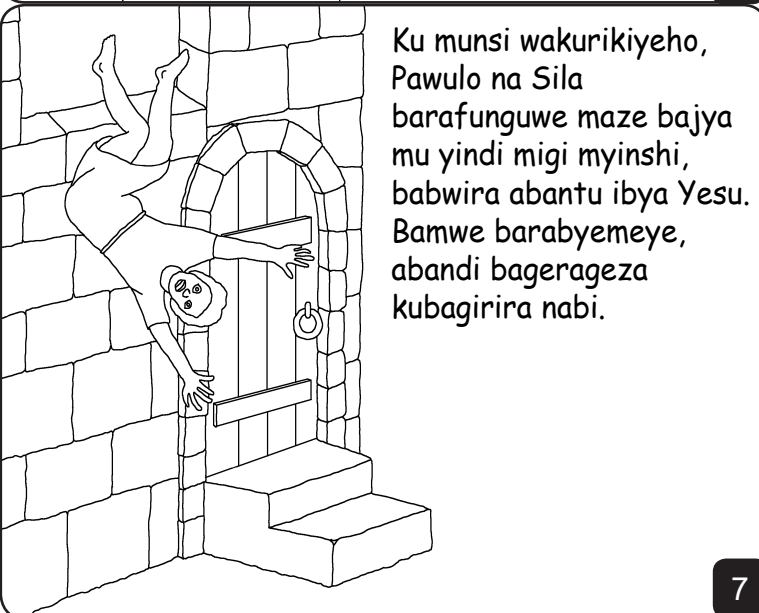 Ku munsi wakurikiyeho,
Pawulo na Sila
barafunguwe maze bajya
mu yindi migi myinshi,
babwira abantu ibya Yesu.
Bamwe barabyemeye,
abandi bagerageza
kubagirira nabi.
7